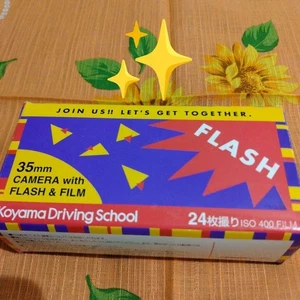 JOIN US!! LET'S GET TOGETHER.
FLASH
35mm
CAMERA with
FLASH & FILM
Koyama Driving School
24枚撮り ISO 400 FILM